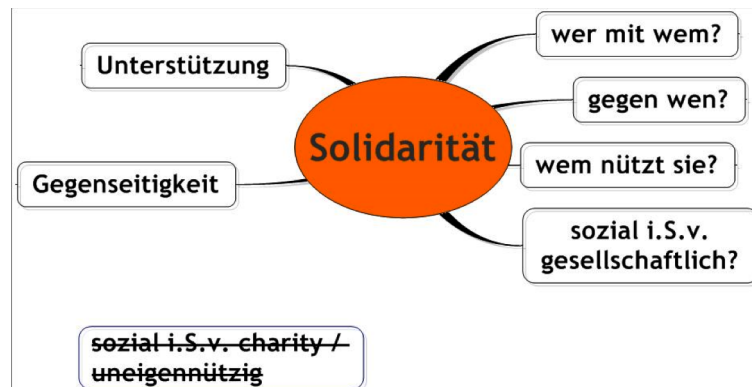 Unterstützung
Gegenseitigkeit
Solidarität
wer mit wem?
gegen wen?
wem nützt sie?
sozial i.S.v.
gesellschaftlich?
sozial i.S.v. charity /
uneigennützig